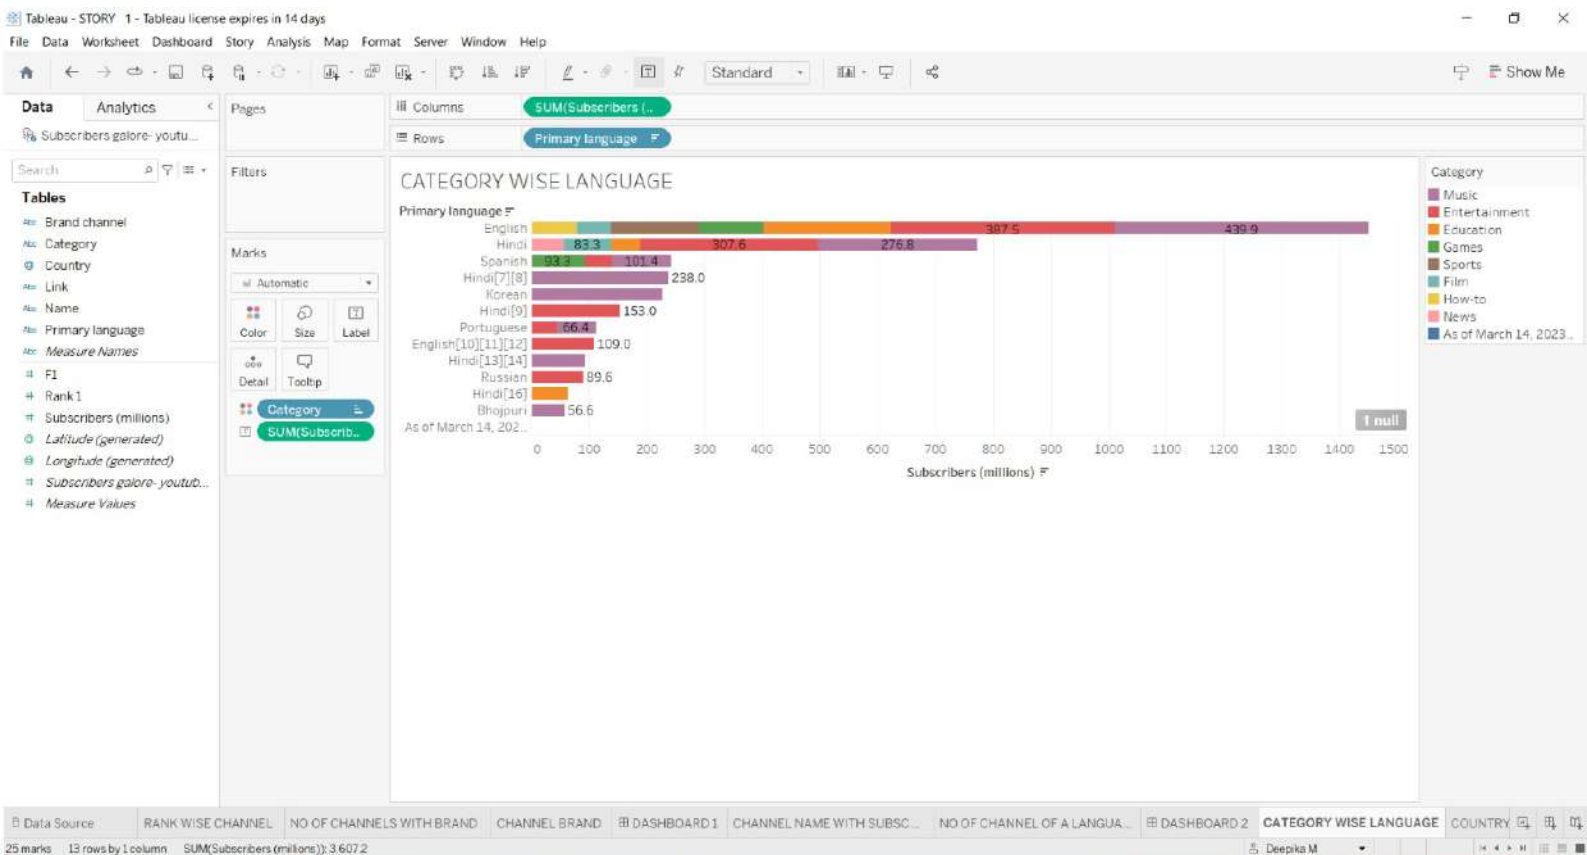 Tableau - STORY 1 - Tableau license expires in 14 days
File Data Worksheet Dashboard Story Analysis Map Format Server Window Help
Standard
Show Me
Data Analytics
Subscribers galore- youtu...
Search
Tables
Abc Brand channel
Abc Category
Country
Abc Link
Abc Name
Abc Primary language
Abc Measure Names
# F1
# Rank1
# Subscribers (millions)
Latitude (generated)
Longitude (generated)
# Subscribers galore- youtub...
# Measure Values
Pages
Filters
Marks
Automatic
Color Size Label
Detail Tooltip
Category
SUM(Subscrib..
Columns SUM(Subscribers (..
Rows Primary language
CATEGORY WISE LANGUAGE
Primary language
English 387.5 439.9
Hindi 83.3 307.6 276.8
Spanish 93.3 101.4
Hindi[7][8] 238.0
Korean
Hindi[9] 153.0
Portuguese 66.4
English[10][11][12] 109.0
Hindi[13][14]
Russian 89.6
Hindi[16]
Bhojpuri 56.6
As of March 14, 202...
1 null
0 100 200 300 400 500 600 700 800 900 1000 1100 1200 1300 1400 1500
Subscribers (millions)
Category
Music
Entertainment
Education
Games
Sports
Film
How-to
News
As of March 14, 2023..
Data Source RANK WISE CHANNEL NO OF CHANNELS WITH BRAND CHANNEL BRAND DASHBOARD 1 CHANNEL NAME WITH SUBSC... NO OF CHANNEL OF A LANGUA... DASHBOARD 2 CATEGORY WISE LANGUAGE COUNTRY
25 marks 13 rows by 1 column SUM(Subscribers (millions)): 3,607.2 Deepika M